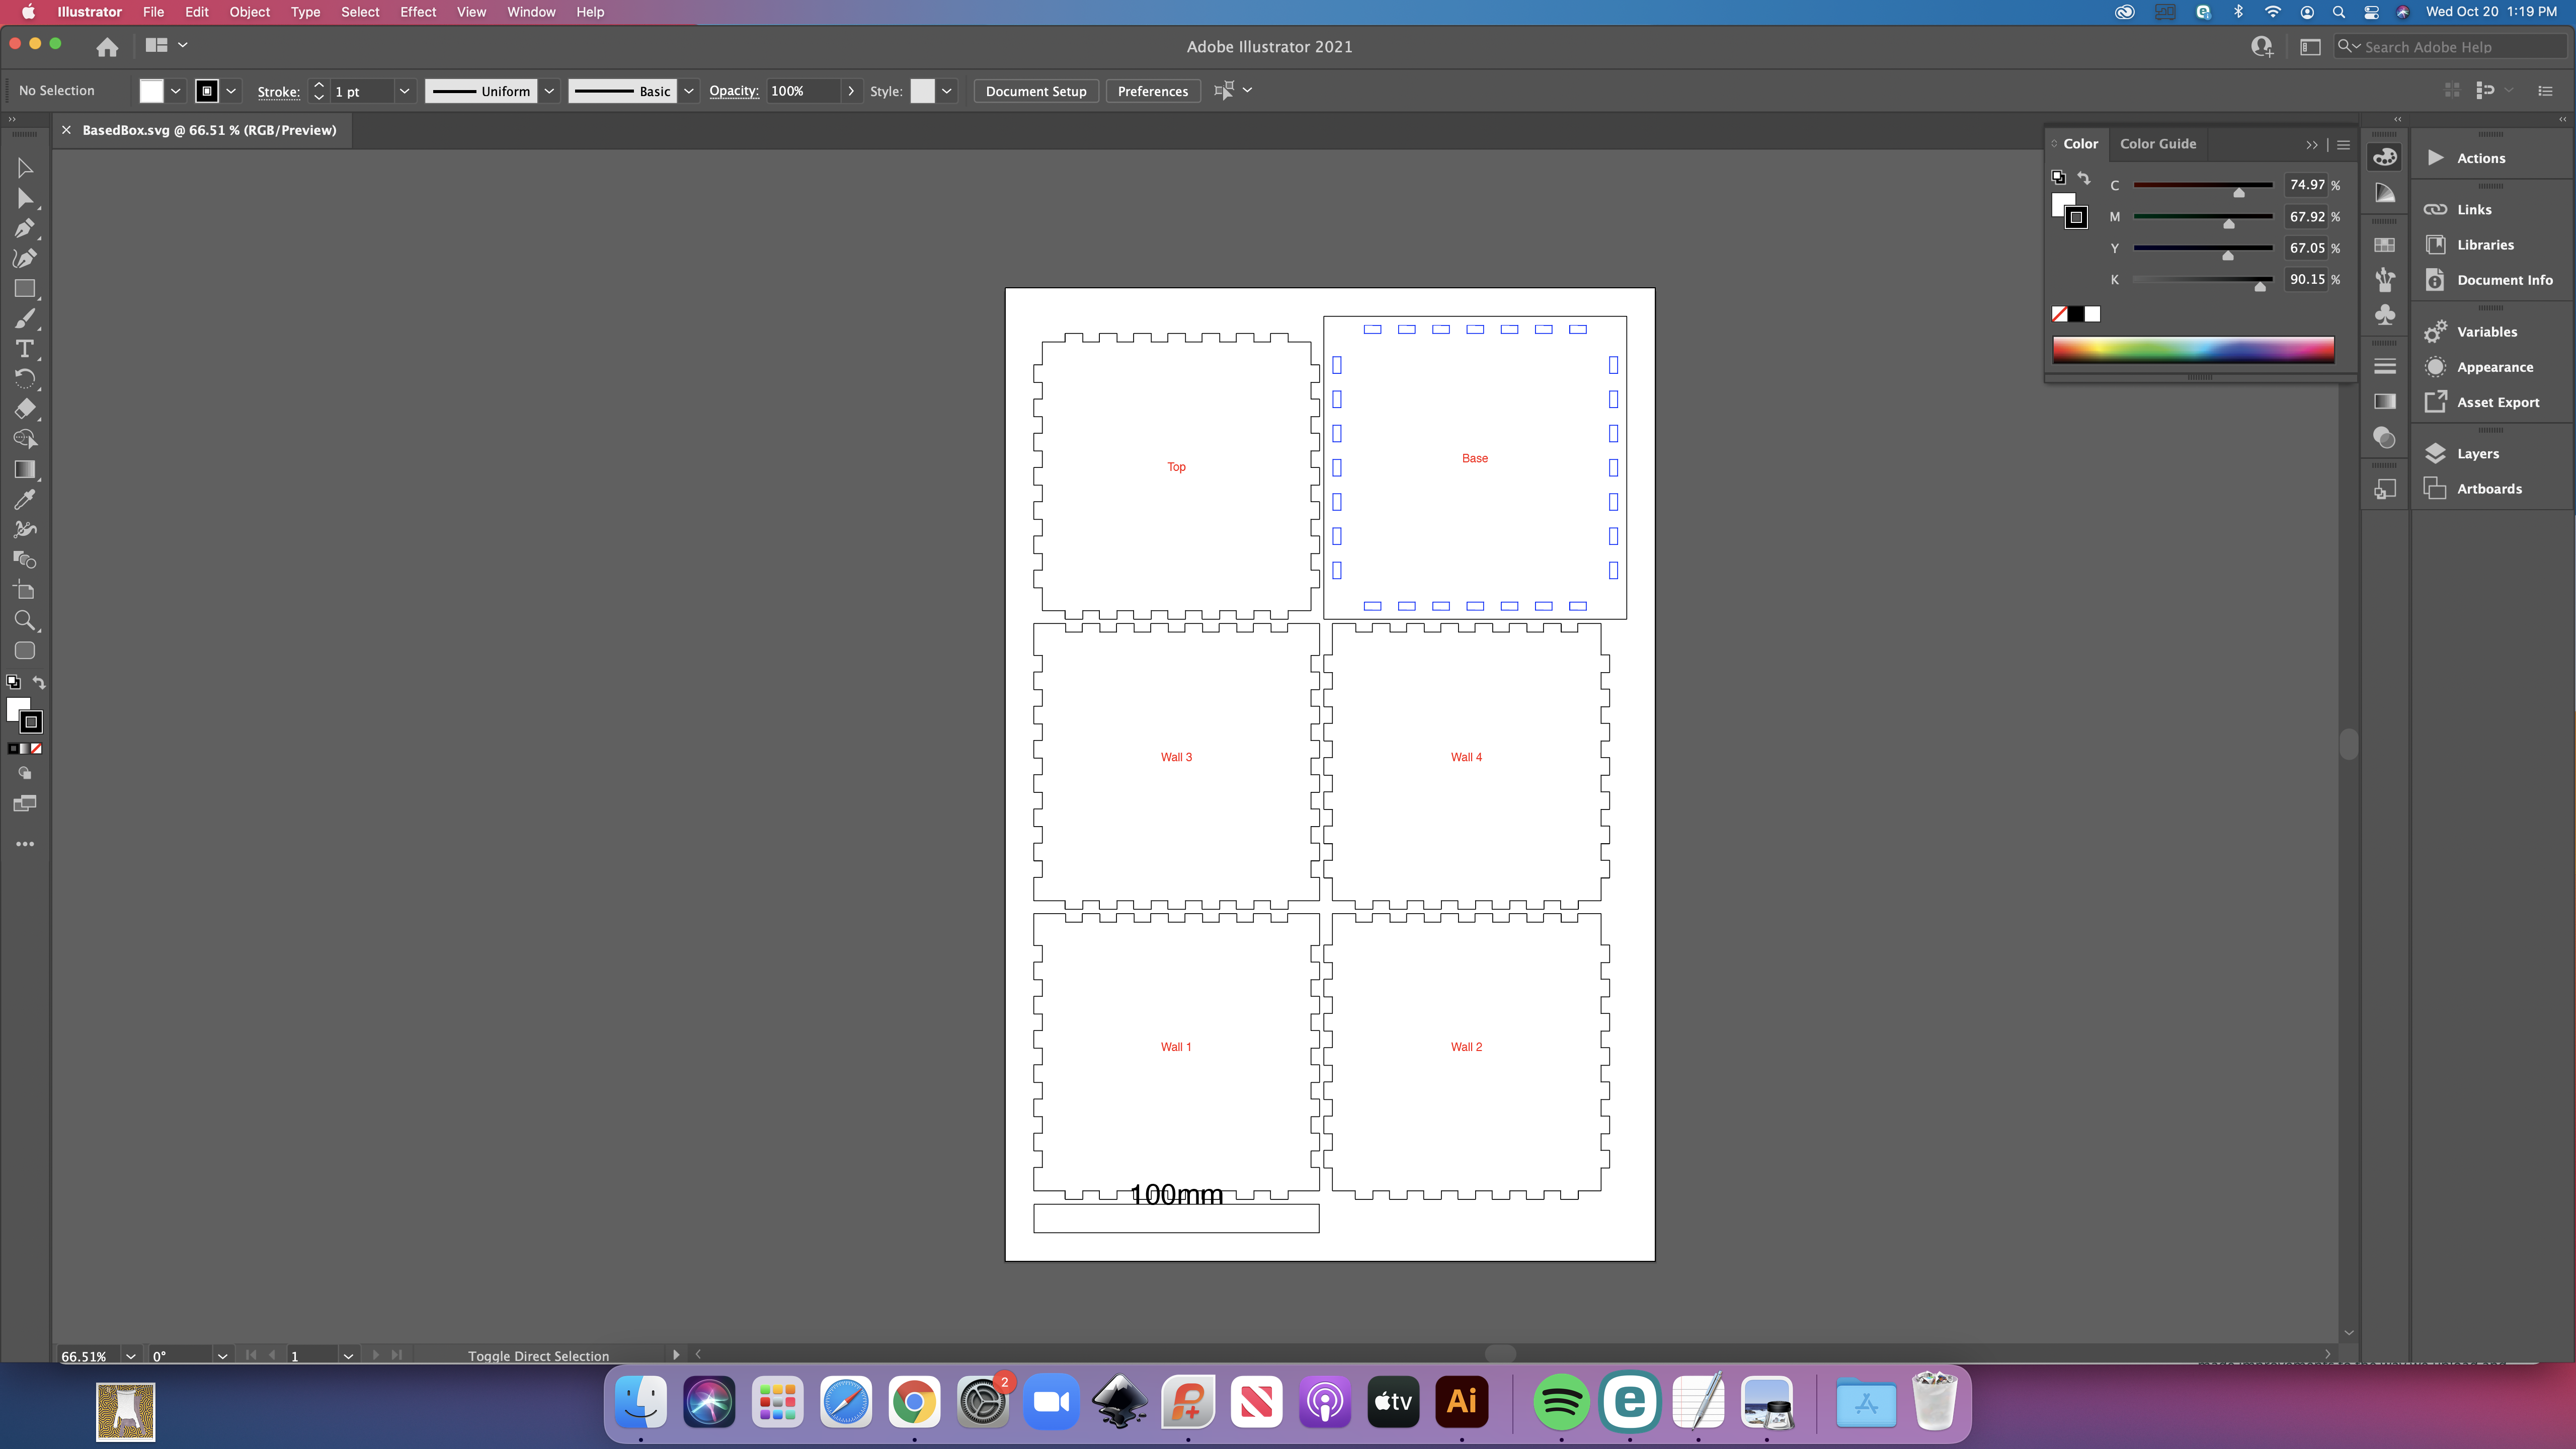 Illustrator File Edit Object Type Select Effect View Window Help
Wed Oct 20 1:19 PM
Adobe Illustrator 2021
Search Adobe Help
No Selection
Stroke: 1 pt
Uniform
Basic
Opacity: 100%
Style:
Document Setup
Preferences
BasedBox.svg @ 66.51 % (RGB/Preview)
Color
Color Guide
C 74.97 %
M 67.92 %
Y 67.05 %
K 90.15 %
Actions
Links
Libraries
Document Info
Variables
Appearance
Asset Export
Layers
Artboards
Top
Base
Wall 3
Wall 4
Wall 1
Wall 2
100mm
66.51%
0°
1
Toggle Direct Selection
2
tv
Ai
e